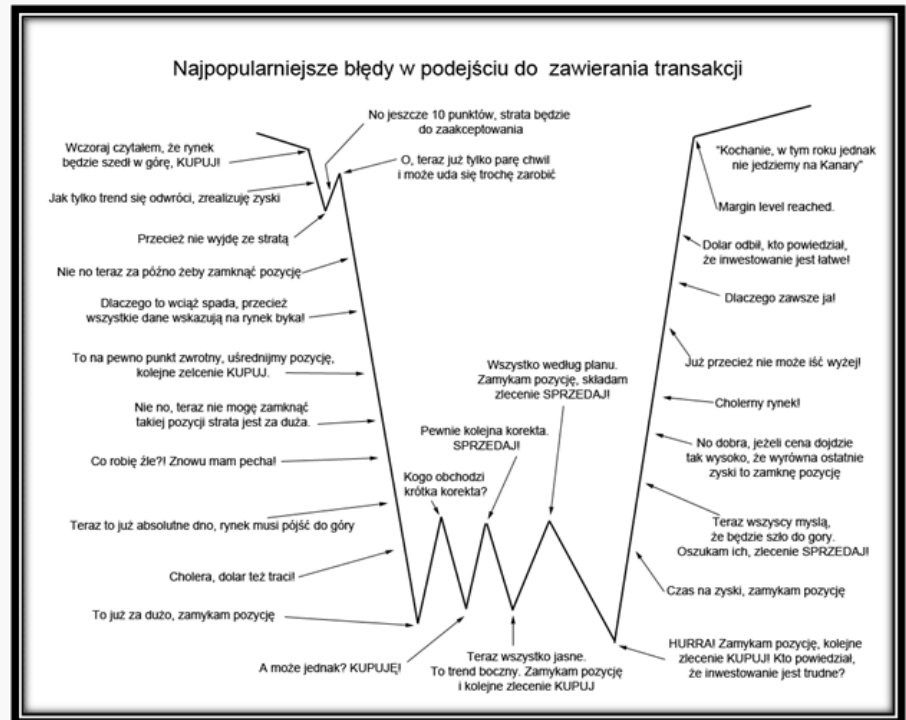 Najpopularniejsze błędy w podejściu do zawierania transakcji
Wczoraj czytałem, że rynek
będzie szedł w górę, KUPUJ!
Jak tylko trend się odwróci, zrealizuję zyski
No jeszcze 10 punktów, strata będzie
do zaakceptowania
O, teraz już tylko parę chwil
i może uda się trochę zarobić
Przecież nie wyjdę ze stratą
Nie no teraz za późno żeby zamknąć pozycję
Dlaczego to wciąż spada, przecież
wszystkie dane wskazują na rynek byka!
To na pewno punkt zwrotny, uśrednijmy pozycję,
kolejne zelcenie KUPUJ.
Nie no, teraz nie mogę zamknąć
takiej pozycji strata jest za duża.
Co robię źle?! Znowu mam pecha!
Teraz to już absolutne dno, rynek musi pójść do góry
Cholera, dolar też traci!
To już za dużo, zamykam pozycję
Kogo obchodzi
krótka korekta?
A może jednak? KUPUJĘ!
Pewnie kolejna korekta.
SPRZEDAJ!
Teraz wszystko jasne.
To trend boczny. Zamykam pozycję
i kolejne zlecenie KUPUJ
Wszystko według planu.
Zamykam pozycję, składam
zlecenie SPRZEDAJ!
HURRA! Zamykam pozycję, kolejne
zlecenie KUPUJ! Kto powiedział,
że inwestowanie jest trudne?
Czas na zyski, zamykam pozycję
Teraz wszyscy myslą,
że będzie szło do gory.
Oszukam ich, zlecenie SPRZEDAJ!
No dobra, jeżeli cena dojdzie
tak wysoko, że wyrówna ostatnie
zyski to zamknę pozycję
Cholerny rynek!
Już przecież nie może iść wyżej!
Dlaczego zawsze ja!
Dolar odbił, kto powiedział,
że inwestowanie jest łatwe!
Margin level reached.
"Kochanie, w tym roku jednak
nie jedziemy na Kanary"